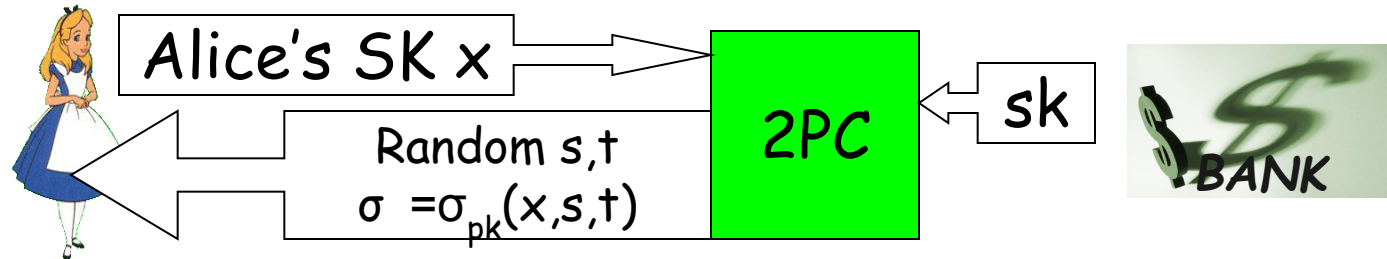 Alice's SK x
2PC
sk
Random s,t
σ =σpk(x,s,t)
$ $
BANK